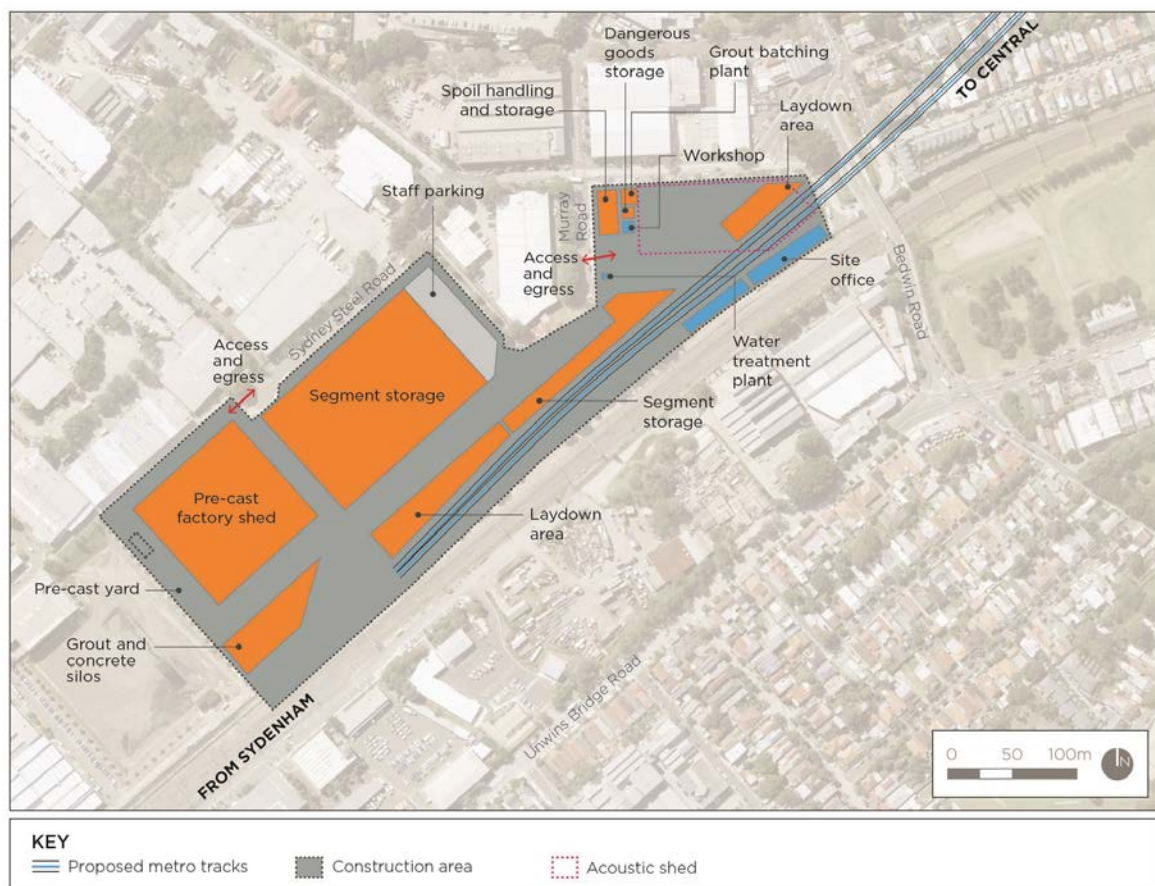 Dangerous
goods
storage
Grout batching
plant
Spoil handling
and storage
Laydown
area
TO CENTRAL
Workshop
Staff parking
Murray
Road
Access
and
egress
Site
office
Bedwin Road
Sydney Steel Road
Access
and
egress
Water
treatment
plant
Segment storage
Segment
storage
Pre-cast
factory shed
Laydown
area
Pre-cast yard
Grout and
concrete
silos
Unwins Bridge Road
FROM SYDENHAM
0 50 100m
N
KEY
Proposed metro tracks
Construction area
Acoustic shed